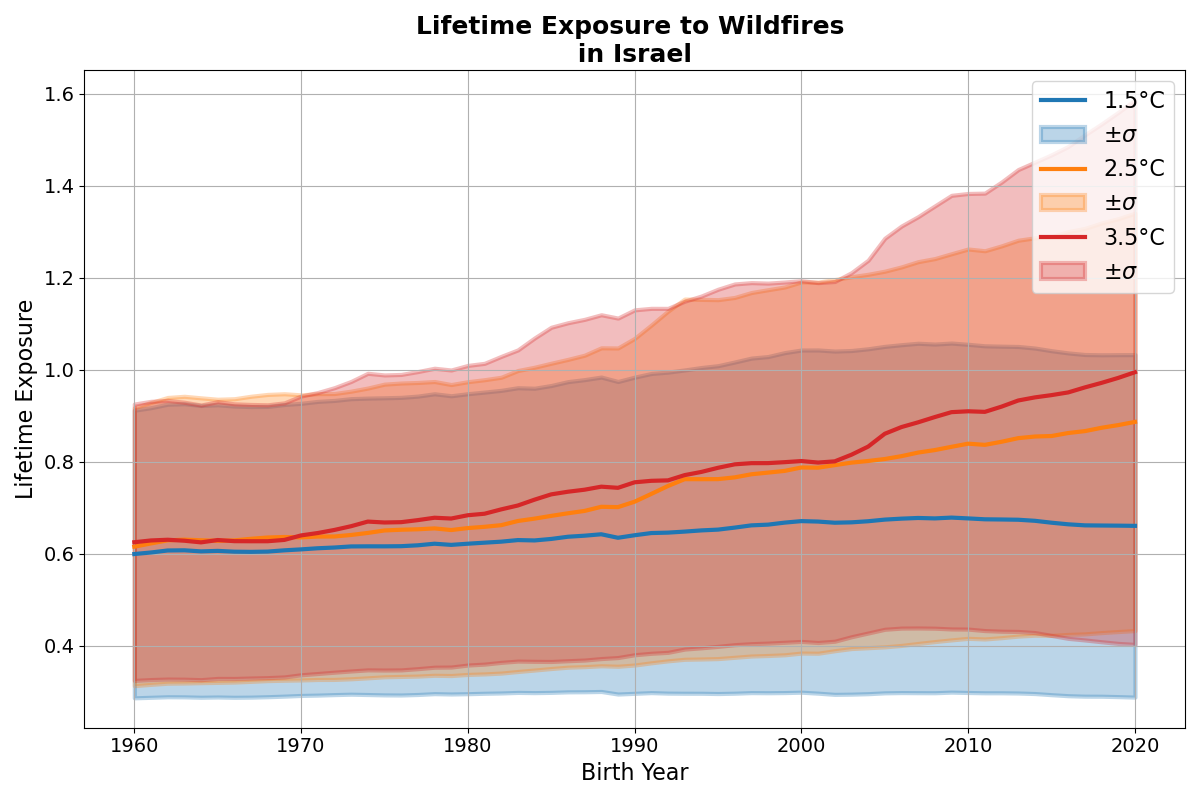 Lifetime Exposure to Wildfires
in Israel
Lifetime Exposure
1.6
1.4
1.2
1.0
0.8
0.6
0.4
1960
1970
1980
1990
2000
2010
2020
Birth Year
1.5°C
±σ
2.5°C
±σ
3.5°C
±σ